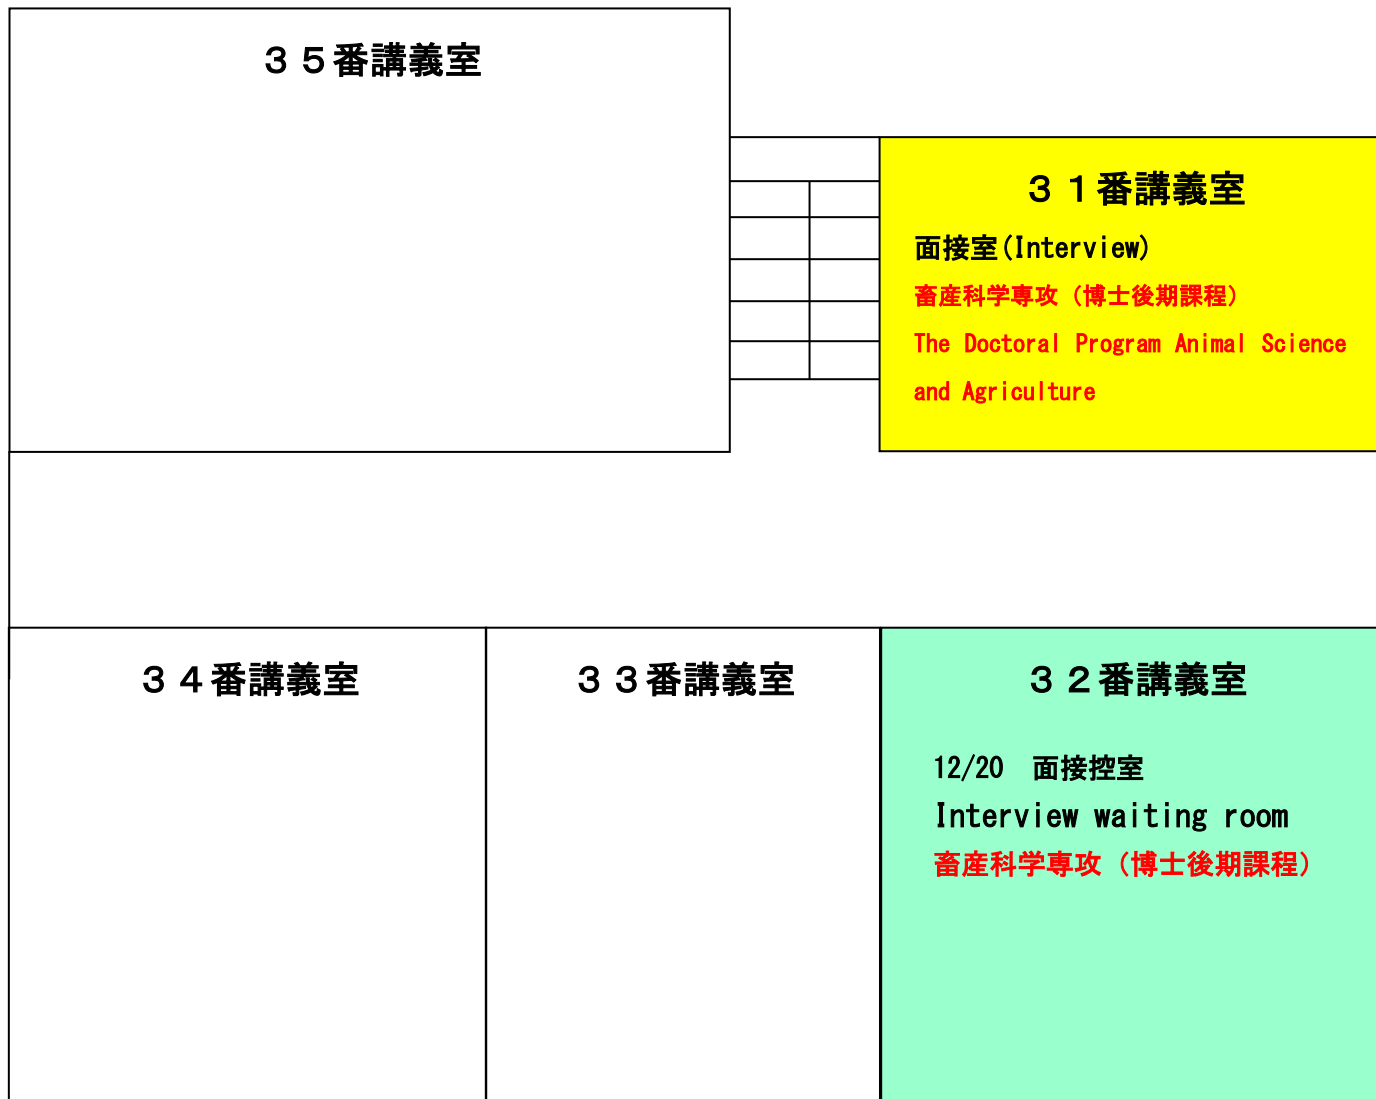 ３５番講義室
３１番講義室
面接室(Interview)
畜産科学専攻（博士後期課程）
The Doctoral Program Animal Science
and Agriculture
３４番講義室
３３番講義室
３２番講義室
12/20　面接控室
Interview waiting room
畜産科学専攻（博士後期課程）